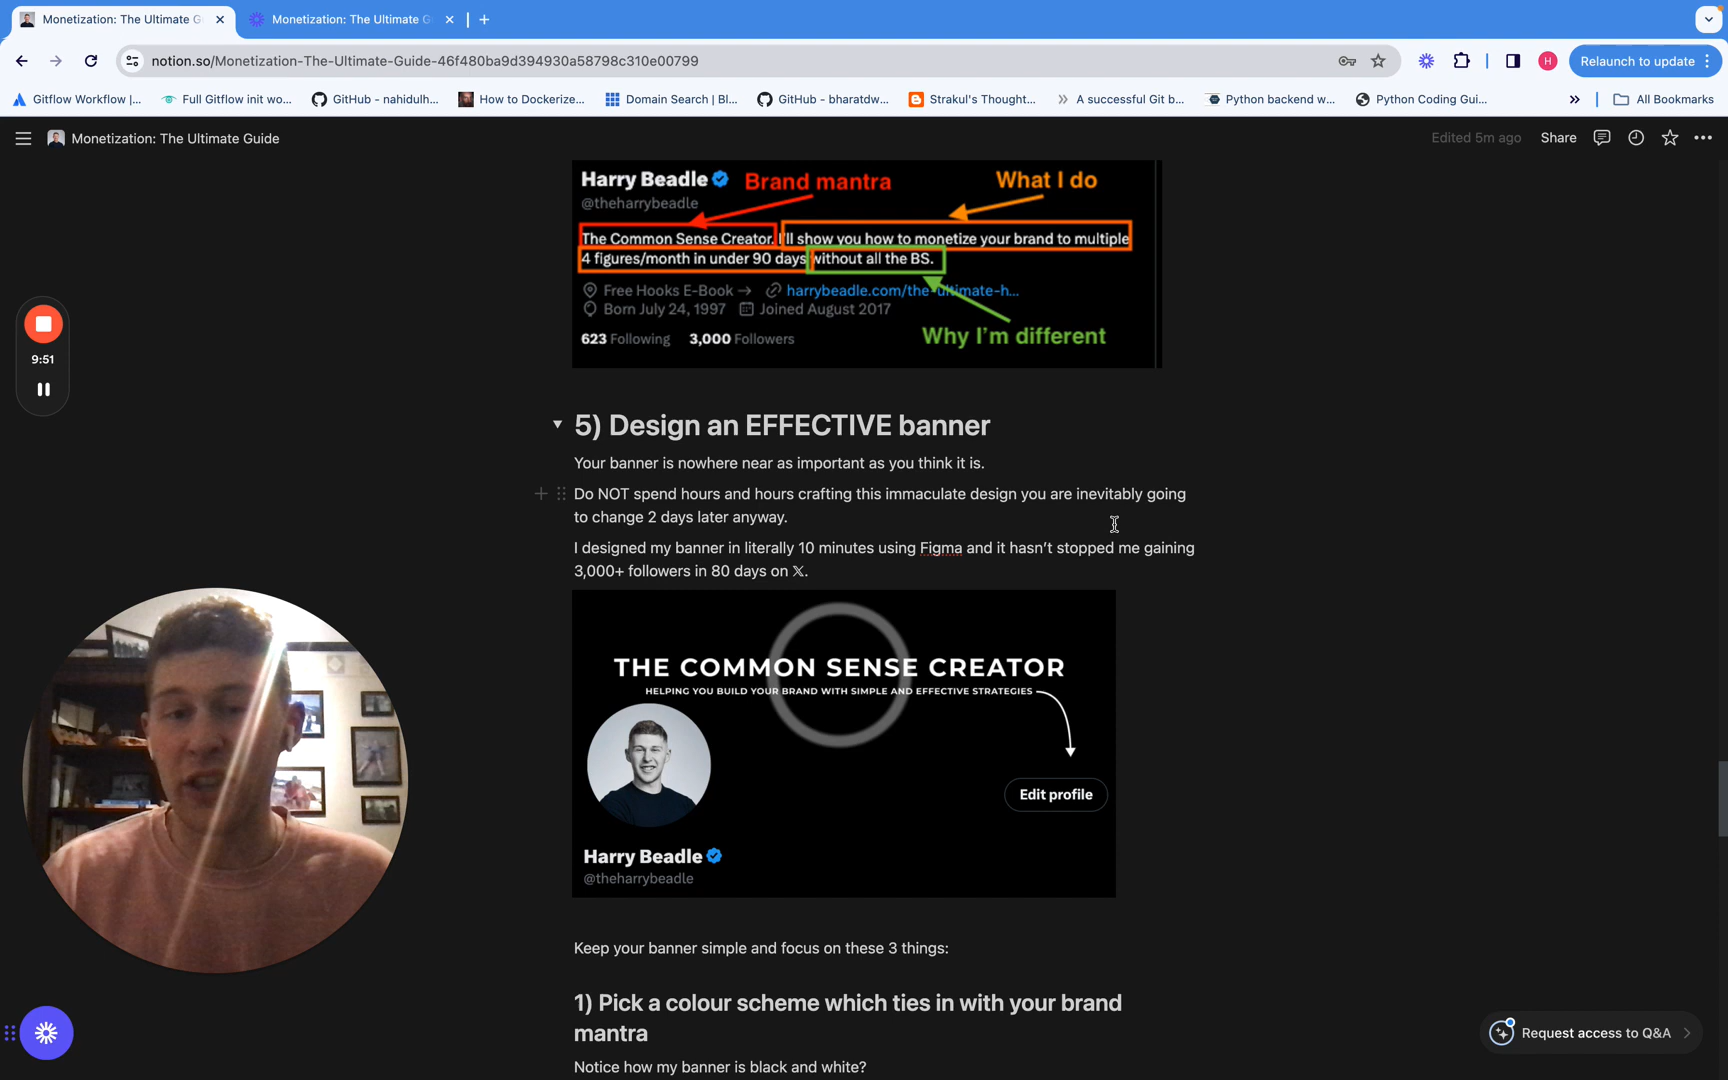 Monetization: The Ultimate G
Monetization: The Ultimate G
notion.so/Monetization-The-Ultimate-Guide-46f480ba9d394930a58798c310e00799
H
Relaunch to update
Gitflow Workflow |...
Full Gitflow init wo...
GitHub - nahidulh...
How to Dockerize...
Domain Search | Bl...
GitHub - bharatdw...
Strakul's Thought...
A successful Git b...
Python backend w...
Python Coding Gui...
All Bookmarks
Monetization: The Ultimate Guide
Edited 5m ago
Share
Harry Beadle
Brand mantra
What I do
@theharrybeadle
The Common Sense Creator. I'll show you how to monetize your brand to multiple
4 figures/month in under 90 days without all the BS.
Free Hooks E-Book → harrybeadle.com/the-ultimate-h...
Born July 24, 1997 Joined August 2017
623 Following 3,000 Followers
Why I'm different
9:51
5) Design an EFFECTIVE banner
Your banner is nowhere near as important as you think it is.
Do NOT spend hours and hours crafting this immaculate design you are inevitably going
to change 2 days later anyway.
I designed my banner in literally 10 minutes using Figma and it hasn't stopped me gaining
3,000+ followers in 80 days on 𝕏.
THE COMMON SENSE CREATOR
HELPING YOU BUILD YOUR BRAND WITH SIMPLE AND EFFECTIVE STRATEGIES
Edit profile
Harry Beadle
@theharrybeadle
Keep your banner simple and focus on these 3 things:
1) Pick a colour scheme which ties in with your brand
mantra
Notice how my banner is black and white?
Request access to Q&A